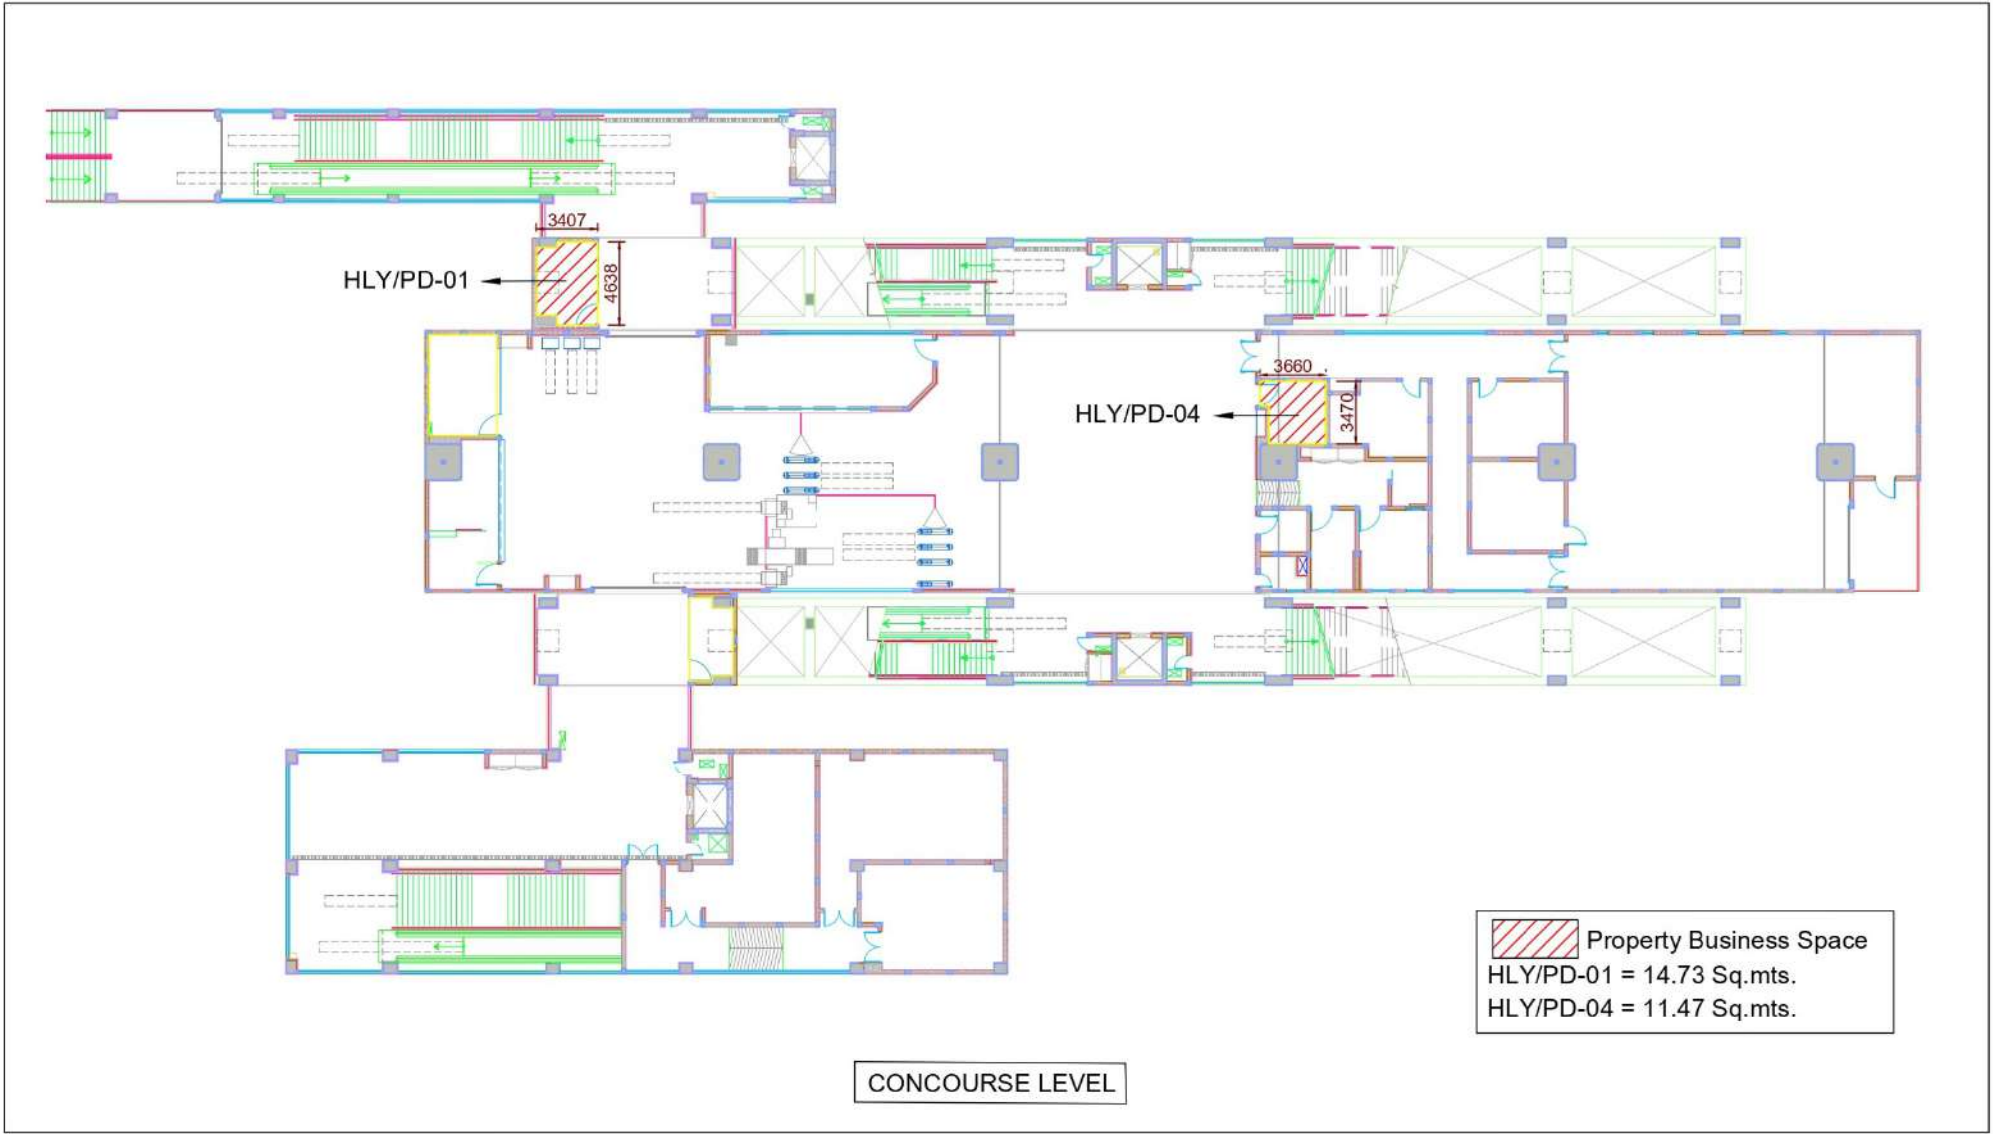 3407
HLY/PD-01
4638
3660
HLY/PD-04
3470
Property Business Space
HLY/PD-01 = 14.73 Sq.mts.
HLY/PD-04 = 11.47 Sq.mts.
CONCOURSE LEVEL